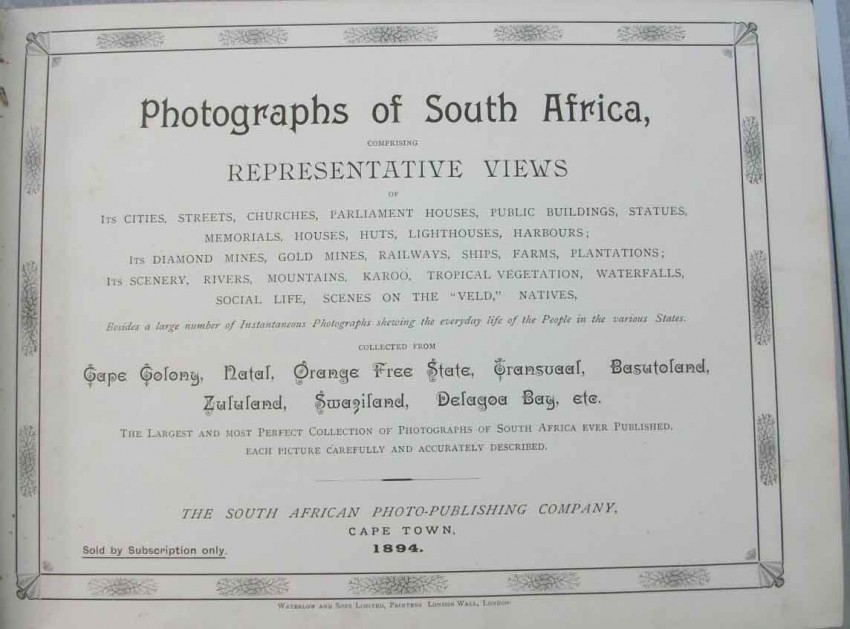 Photographs of South Africa,
COMPRISING
REPRESENTATIVE VIEWS
OF
ITS CITIES, STREETS, CHURCHES, PARLIAMENT HOUSES, PUBLIC BUILDINGS, STATUES,
MEMORIALS, HOUSES, HUTS, LIGHTHOUSES, HARBOURS;
ITS DIAMOND MINES, GOLD MINES, RAILWAYS, SHIPS, FARMS, PLANTATIONS;
ITS SCENERY, RIVERS, MOUNTAINS, KAROO, TROPICAL VEGETATION, WATERFALLS,
SOCIAL LIFE, SCENES ON THE "VELD," NATIVES,
Besides a large number of Instantaneous Photographs shewing the everyday life of the People in the various States.
COLLECTED FROM
Cape Colony, Natal, Orange Free State, Transvaal, Basutoland,
Zululand, Swaziland, Delagoa Bay, etc.
THE LARGEST AND MOST PERFECT COLLECTION OF PHOTOGRAPHS OF SOUTH AFRICA EVER PUBLISHED.
EACH PICTURE CAREFULLY AND ACCURATELY DESCRIBED.
THE SOUTH AFRICAN PHOTO-PUBLISHING COMPANY,
CAPE TOWN,
Sold by Subscription only.
1894.
WATERLOW AND SONS LIMITED, PRINTERS LONDON WALL, LONDON